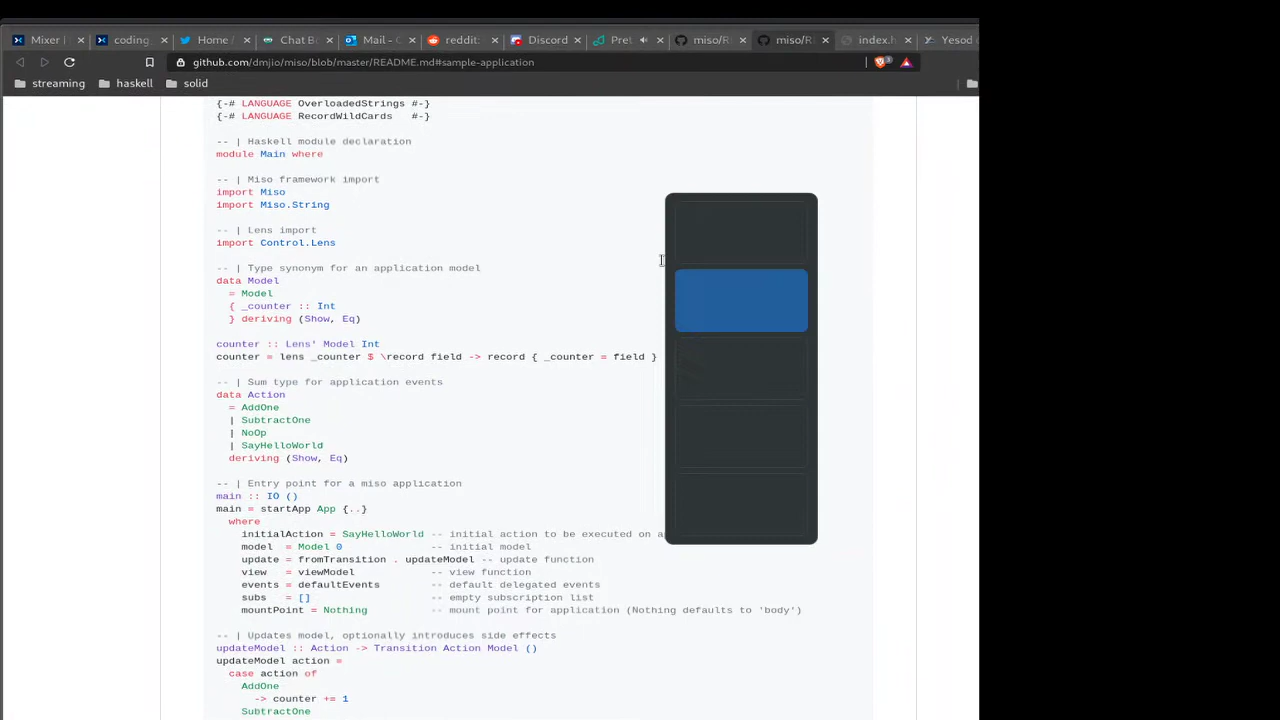 Mixer
coding_
Home /
Chat B
Mail - C
reddit:
Discord
Pret
miso/R
miso/R
index.h
Yesod
github.com/dmjio/miso/blob/master/README.md#sample-application
3
streaming
haskell
solid
{-# LANGUAGE OverloadedStrings #-}
{-# LANGUAGE RecordWildCards   #-}
-- | Haskell module declaration
module Main where
-- | Miso framework import
import Miso
import Miso.String
-- | Lens import
import Control.Lens
-- | Type synonym for an application model
data Model
  = Model
  { _counter :: Int
  } deriving (Show, Eq)
counter :: Lens' Model Int
counter = lens _counter $ \record field -> record { _counter = field }
-- | Sum type for application events
data Action
  = AddOne
  | SubtractOne
  | NoOp
  | SayHelloWorld
  deriving (Show, Eq)
-- | Entry point for a miso application
main :: IO ()
main = startApp App {..}
  where
    initialAction = SayHelloWorld -- initial action to be executed on a
    model  = Model 0              -- initial model
    update = fromTransition . updateModel -- update function
    view   = viewModel            -- view function
    events = defaultEvents        -- default delegated events
    subs   = []                   -- empty subscription list
    mountPoint = Nothing          -- mount point for application (Nothing defaults to 'body')
-- | Updates model, optionally introduces side effects
updateModel :: Action -> Transition Action Model ()
updateModel action =
  case action of
    AddOne
      -> counter += 1
    SubtractOne